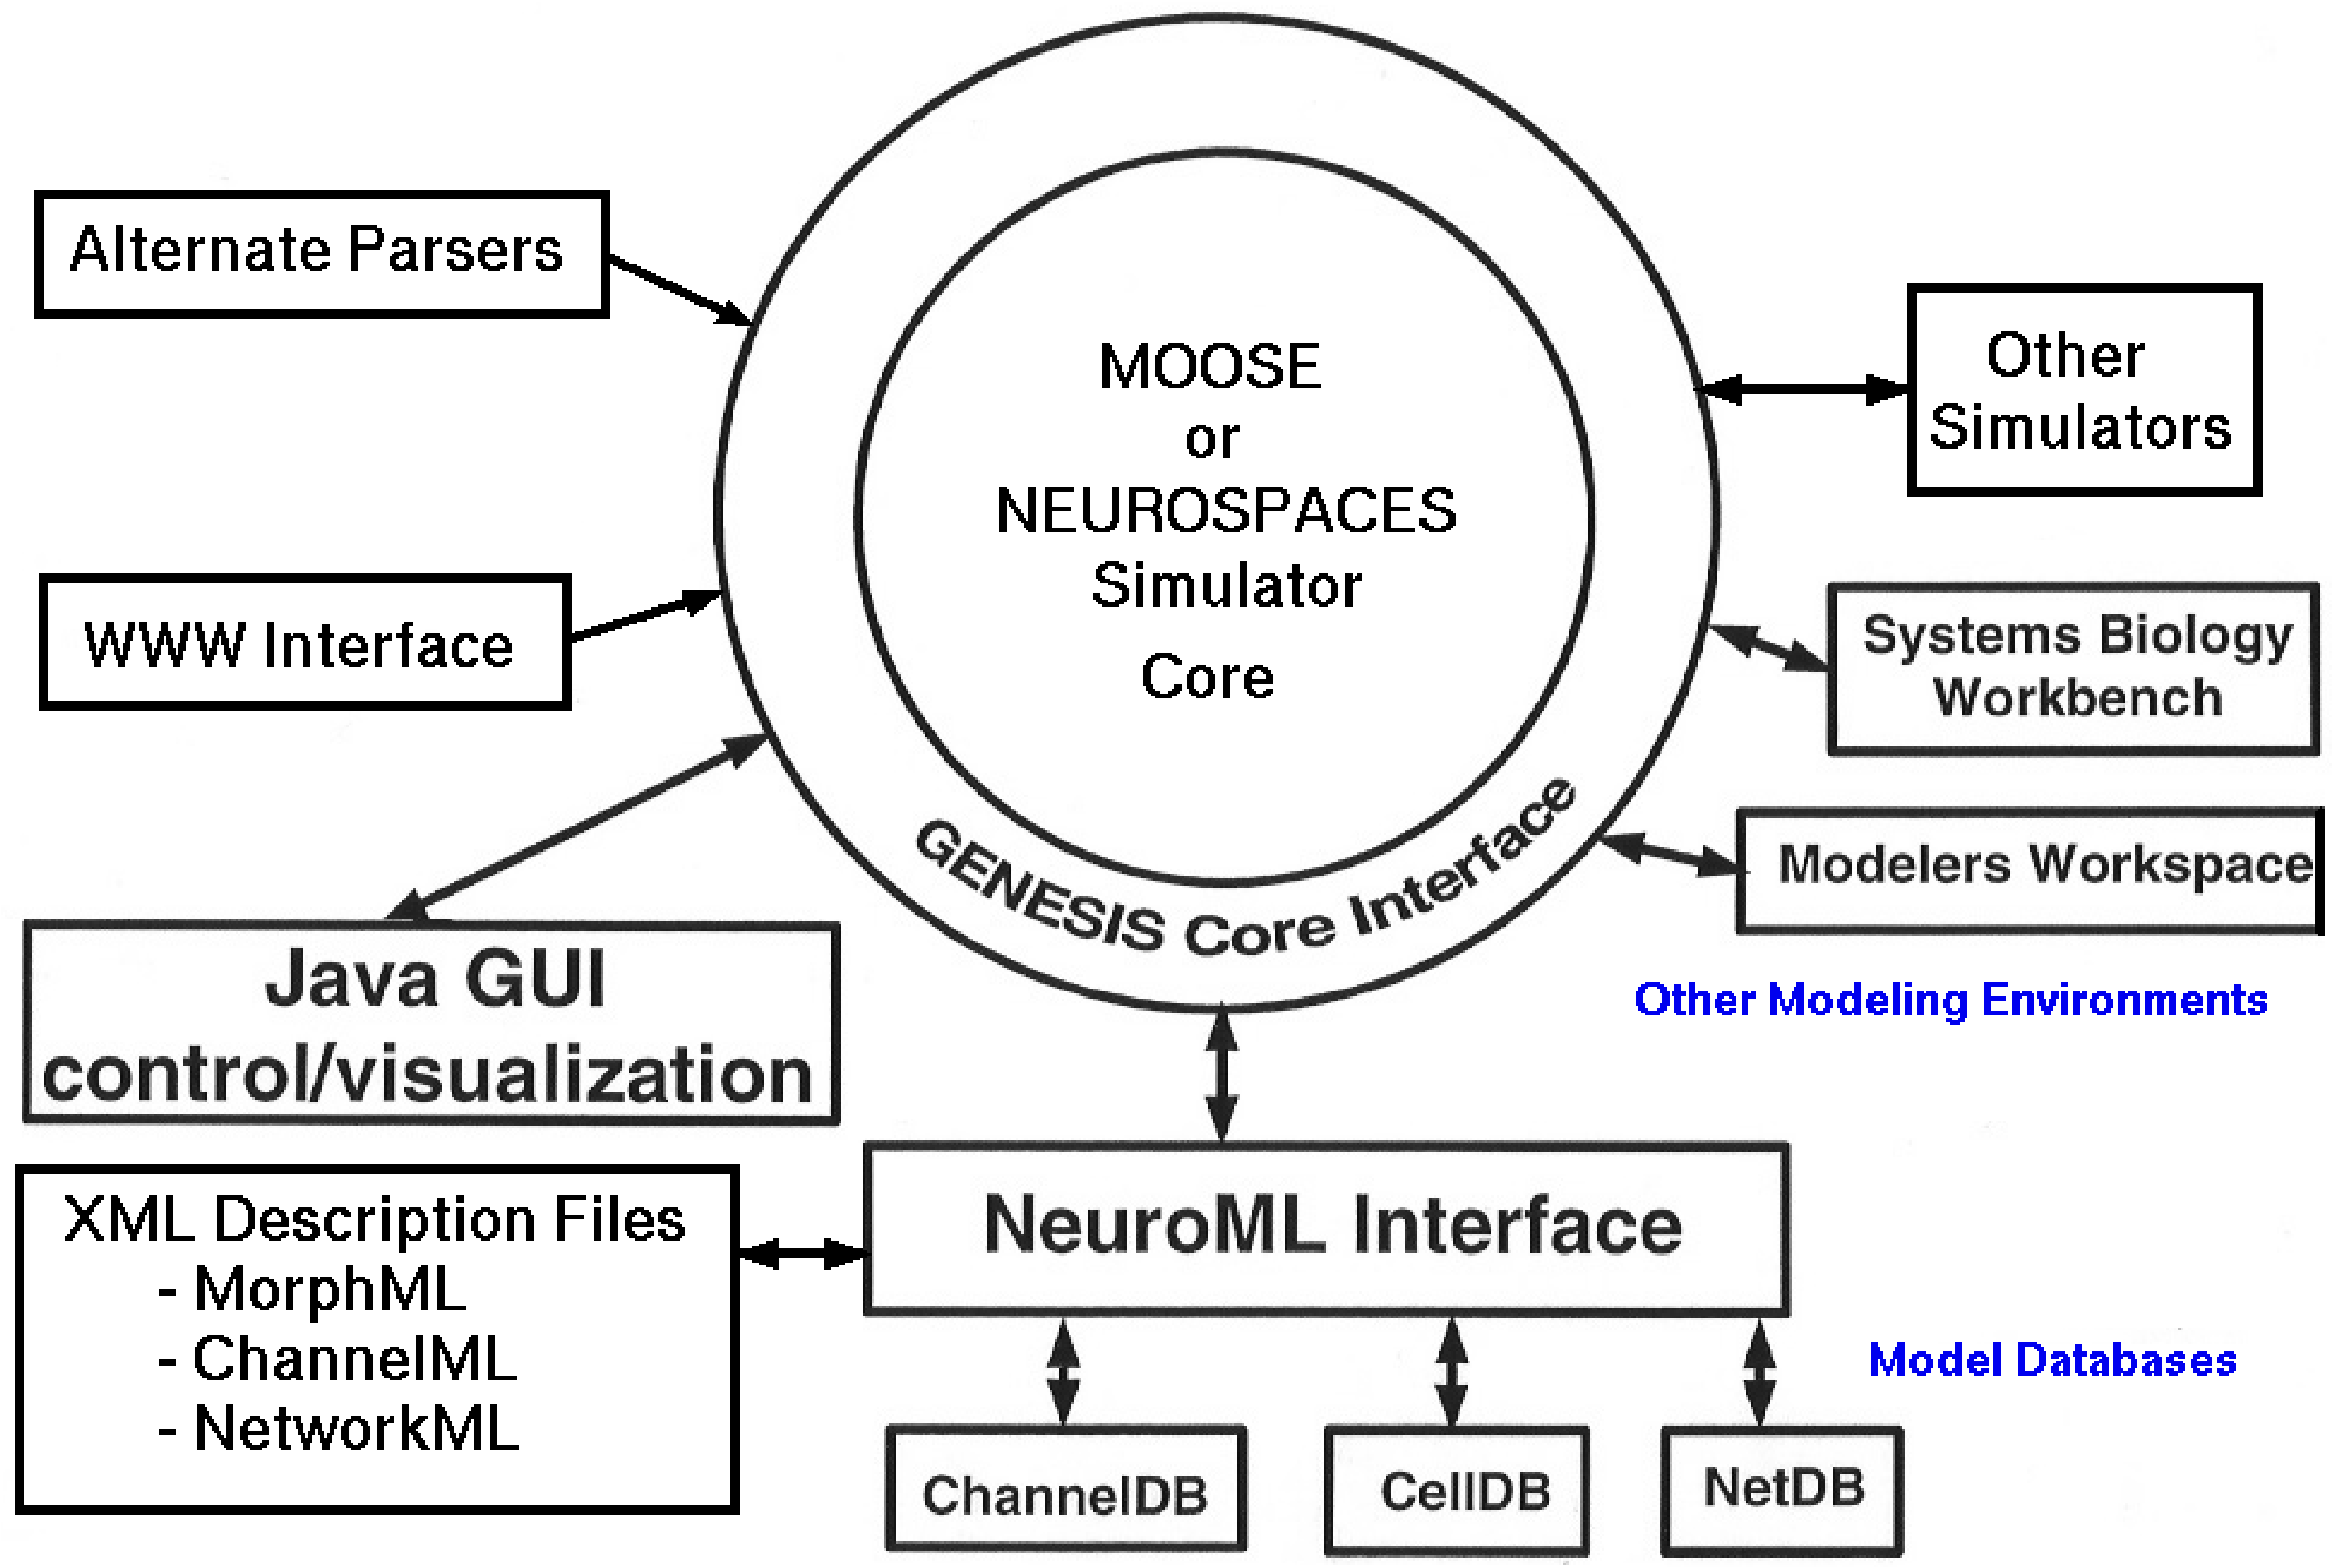 Alternate Parsers
WWW Interface
MOOSE
or
NEUROSPACES
Simulator
Core
GENESIS Core Interface
Other
Simulators
Systems Biology
Workbench
Modelers Workspace
Other Modeling Environments
Java GUI
control/visualization
XML Description Files
- MorphML
- ChannelML
- NetworkML
NeuroML Interface
Model Databases
ChannelDB
CellDB
NetDB